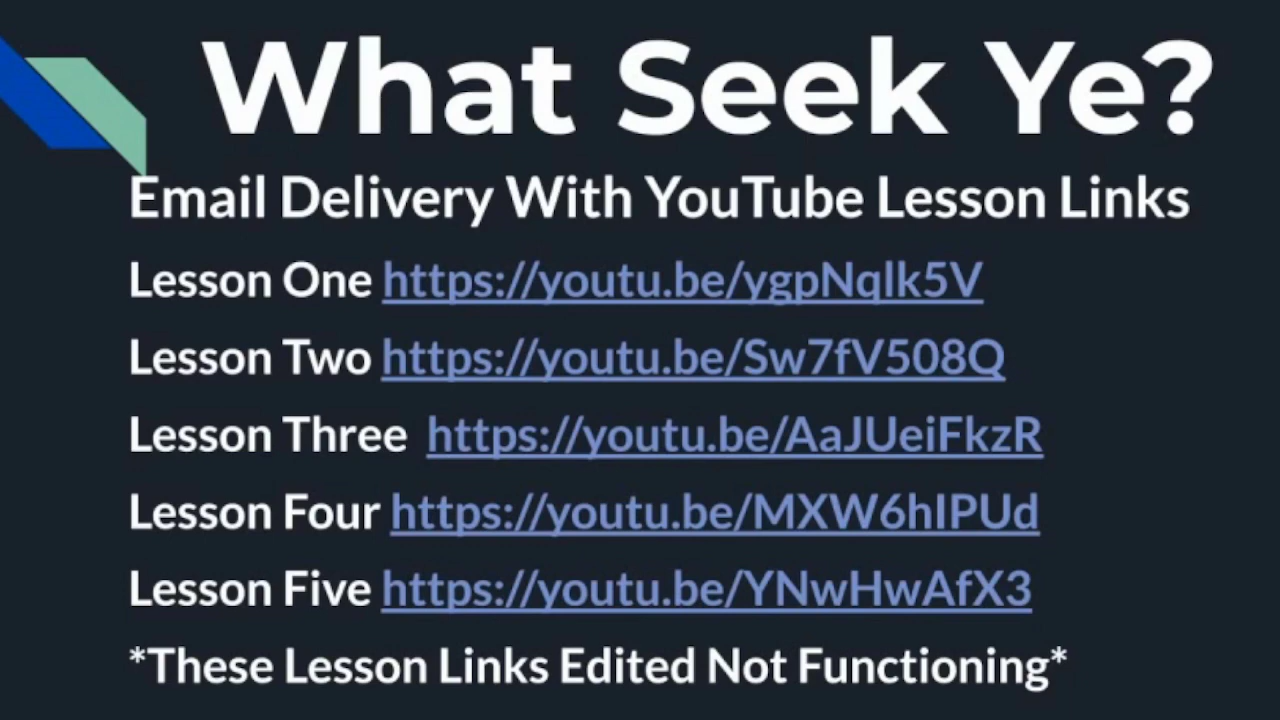 What Seek Ye?
Email Delivery With YouTube Lesson Links
Lesson One https://youtu.be/ygpNqlk5V
Lesson Two https://youtu.be/Sw7fV508Q
Lesson Three https://youtu.be/AaJUeiFkzR
Lesson Four https://youtu.be/MXW6hIPUd
Lesson Five https://youtu.be/YNwHwAfX3
*These Lesson Links Edited Not Functioning*